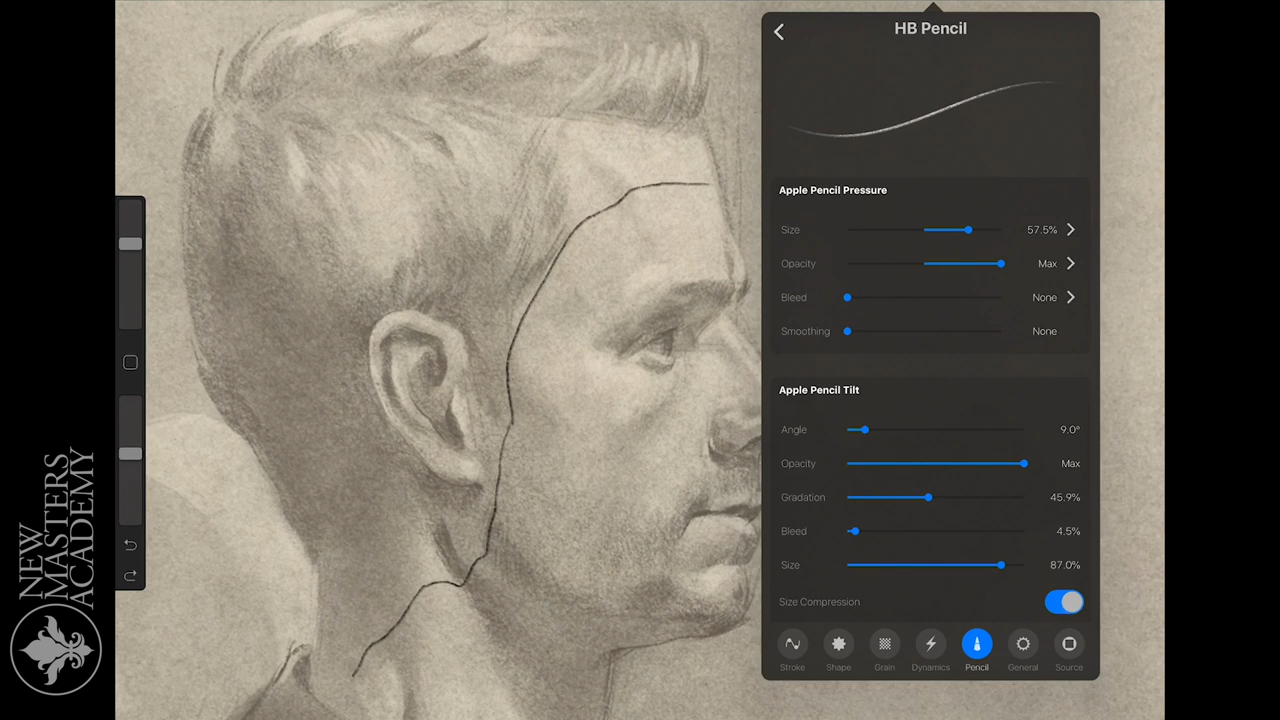 HB Pencil
Apple Pencil Pressure
Size 57.5%
Opacity Max
Bleed None
Smoothing None
Apple Pencil Tilt
Angle 9.0°
Opacity Max
Gradation 45.9%
Bleed 4.5%
Size 87.0%
Size Compression
Stroke Shape Grain Dynamics Pencil General Source
NEW
MASTERS
ACADEMY